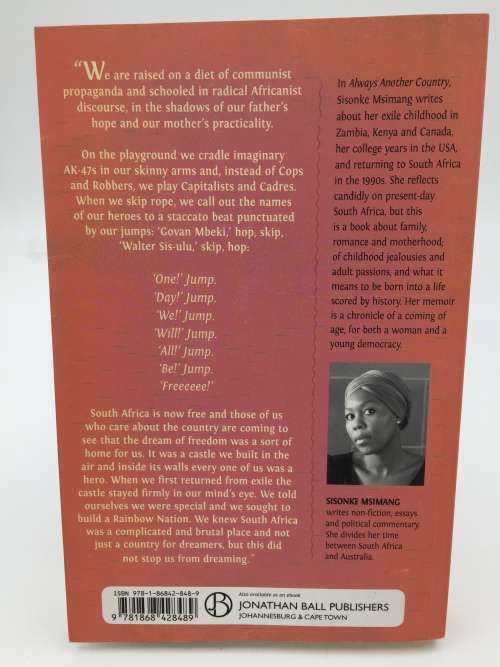 “We are raised on a diet of communist
propaganda and schooled in radical Africanist
discourse, in the shadows of our father's
hope and our mother's practicality.
On the playground we cradle imaginary
AK-47s in our skinny arms and, instead of Cops
and Robbers, we play Capitalists and Cadres.
When we skip rope, we call out the names
of our heroes to a staccato beat punctuated
by our jumps: ‘Govan Mbeki,’ hop, skip,
‘Walter Sis-ulu,’ skip, hop:
‘One!’ Jump.
‘Day!’ Jump.
‘We!’ Jump.
‘Will!’ Jump.
‘All!’ Jump.
‘Be!’ Jump.
‘Freeeeee!’
South Africa is now free and those of us
who care about the country are coming to
see that the dream of freedom was a sort of
home for us. It was a castle we built in the
air and inside its walls every one of us was a
hero. When we first returned from exile the
castle stayed firmly in our mind's eye. We told
ourselves we were special and we sought to
build a Rainbow Nation. We knew South Africa
was a complicated and brutal place and not
just a country for dreamers, but this did
not stop us from dreaming.”
In Always Another Country,
Sisonke Msimang writes
about her exile childhood in
Zambia, Kenya and Canada,
her college years in the USA,
and returning to South Africa
in the 1990s. She reflects
candidly on present-day
South Africa, but this
is a book about family,
romance and motherhood;
of childhood jealousies and
adult passions, and what it
means to be born into a life
scored by history. Her memoir
is a chronicle of a coming of
age, for both a woman and a
young democracy.
SISONKE MSIMANG
writes non-fiction, essays
and political commentary.
She divides her time
between South Africa
and Australia.
ISBN 978-1-86842-848-9
9 781868 428489
Also available as an ebook
JONATHAN BALL PUBLISHERS
JOHANNESBURG & CAPE TOWN